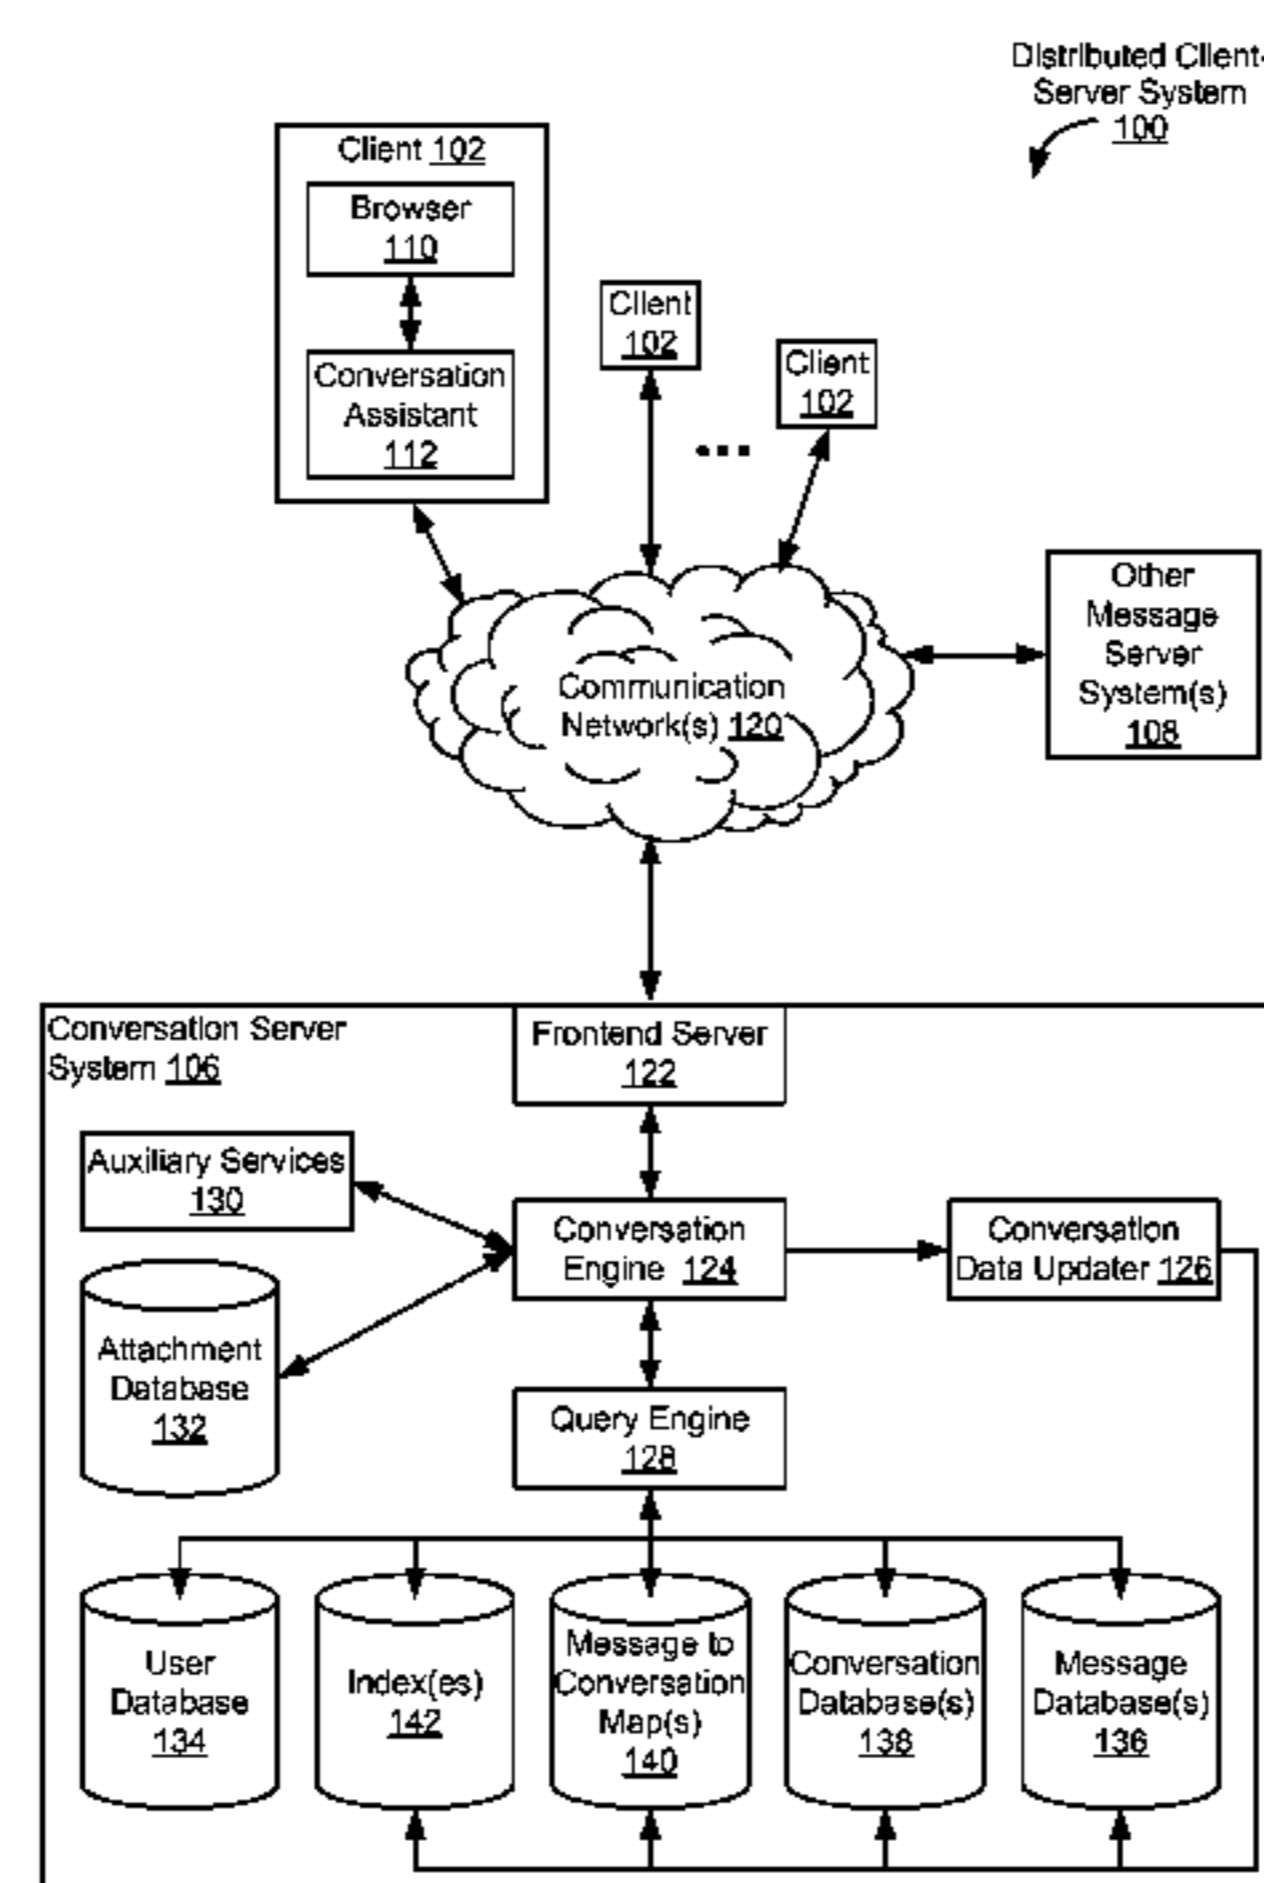 Distributed Client-
Server System
100
Client 102
Browser
110
Conversation
Assistant
112
Client
102
Client
102
...
Other
Message
Server
System(s)
108
Communication
Network(s) 120
Conversation Server
System 106
Frontend Server
122
Auxiliary Services
130
Conversation
Engine 124
Conversation
Data Updater 126
Attachment
Database
132
Query Engine
128
User
Database
134
Index(es)
142
Message to
Conversation
Map(s)
140
Conversation
Database(s)
138
Message
Database(s)
136